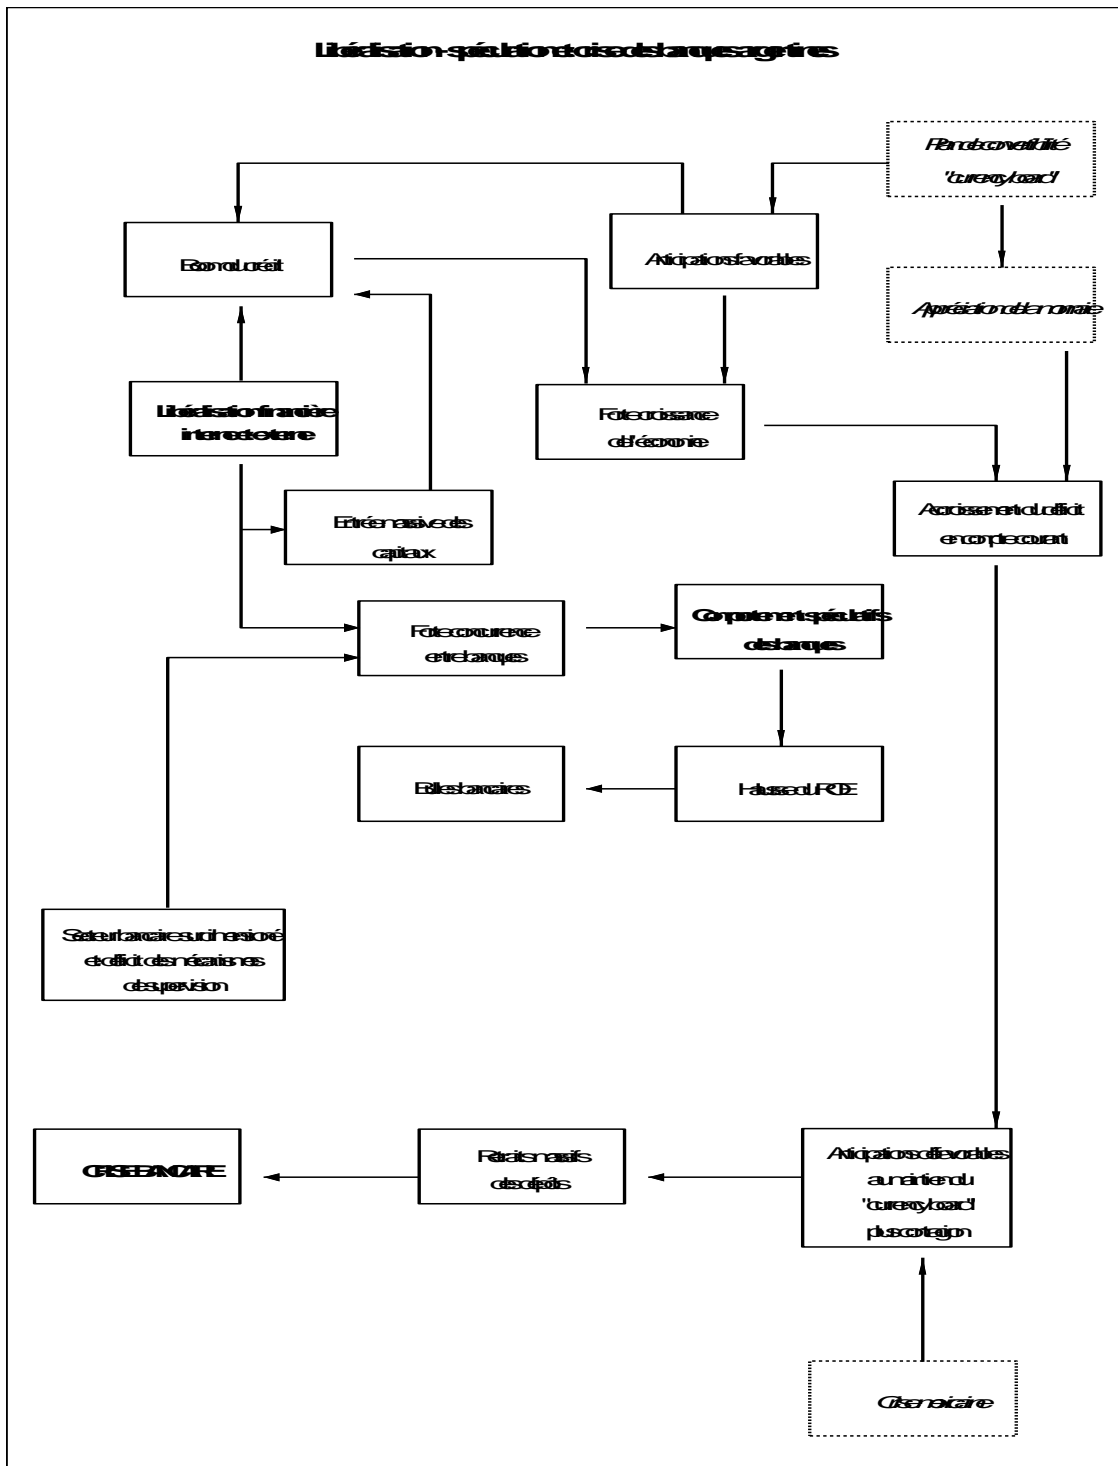 Libéralisation - spéculation et crise des banques argentines
Plan de convertibilité
"currency board"
Boom du crédit
Anticipations favorables
Appréciation de la monnaie
Libéralisation financière
interne et externe
Forte croissance
de l'économie
Entrée massive des
capitaux
Accroissement du déficit
en compte courant
Forte concurrence
entre banques
Comportements spéculatifs
des banques
Bulles bancaires
Hausse du PCDE
Secteur bancaire surdimensionné
et déficit des mécanismes
de supervision
CRISE BANCAIRE
Retraits massifs
des dépôts
Anticipations défavorables
au maintien du
"currency board"
plus contagion
Crise mexicaine